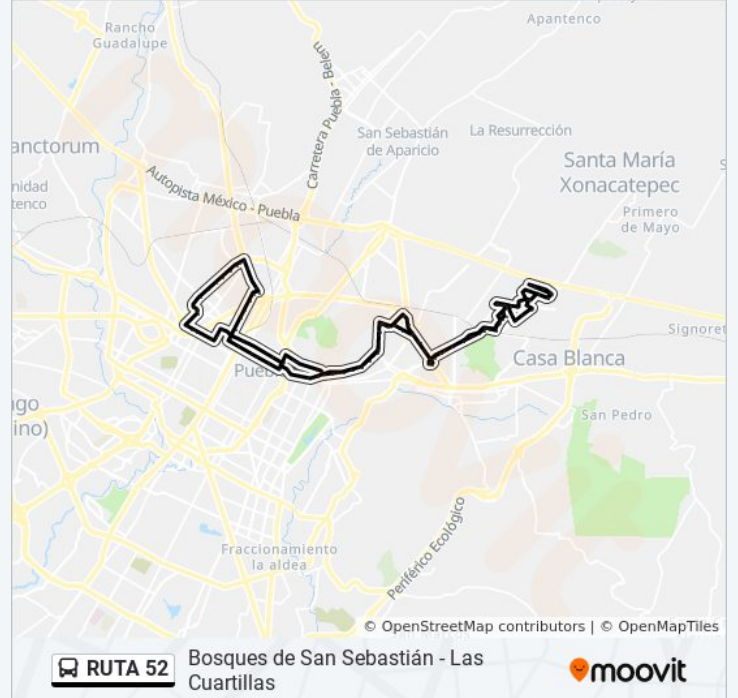 Rancho
Guadalupe
Apantenco
Carretera Puebla - Belem
San Sebastián
de Aparicio
La Resurrección
anctorum
Santa María
Xonacatepec
nidad
tenco
Autopista México - Puebla
Primero
de Mayo
Signoret
Casa Blanca
Puebl
ago
ino)
San Pedro
Periférico Ecológico
Fraccionamiento
la aldea
© OpenStreetMap contributors | © OpenMapTiles
RUTA 52
Bosques de San Sebastián - Las
Cuartillas
moovit